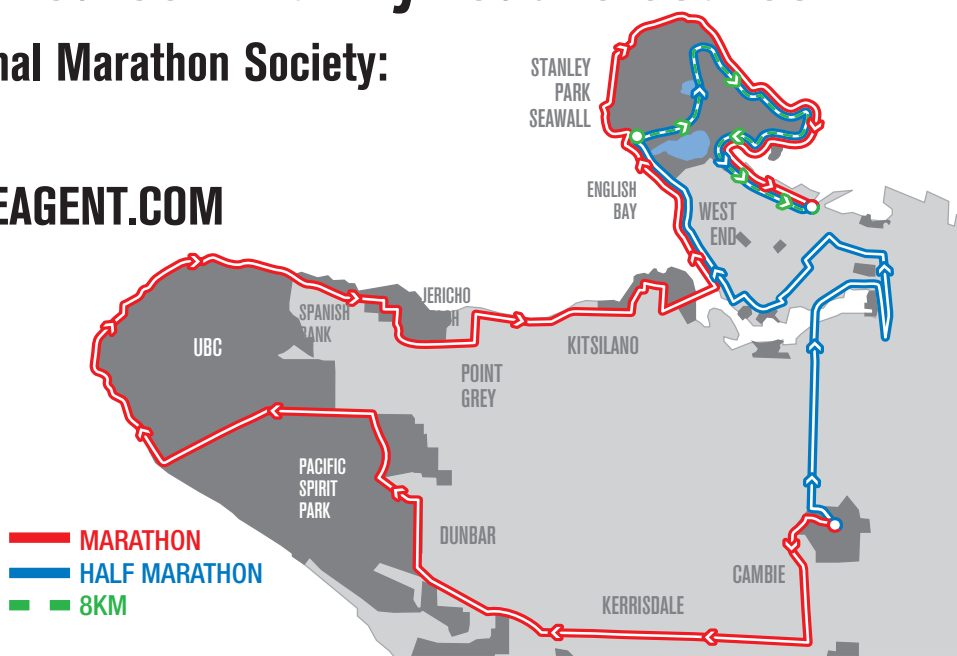 nal Marathon Society:
EAGENT.COM
STANLEY
PARK
SEAWALL
ENGLISH
BAY
WEST
END
JERICHO
SPANISH
BANK
UBC
KITSILANO
POINT
GREY
PACIFIC
SPIRIT
PARK
DUNBAR
MARATHON
HALF MARATHON
8KM
CAMBIE
KERRISDALE